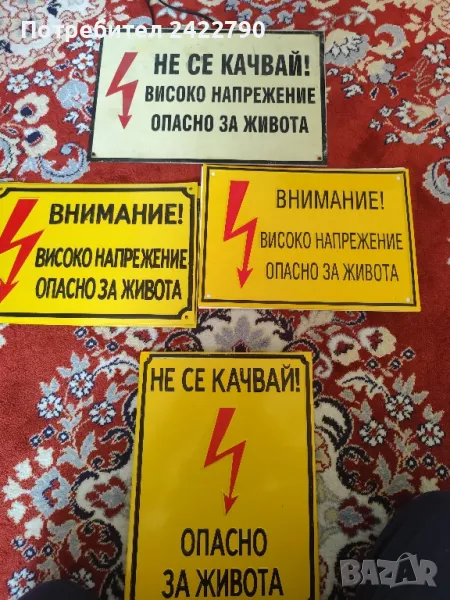 Потребител 2422790
НЕ СЕ КАЧВАЙ!
ВИСОКО НАПРЕЖЕНИЕ
ОПАСНО ЗА ЖИВОТА
ВНИМАНИЕ!
ВИСОКО НАПРЕЖЕНИЕ
ОПАСНО ЗА ЖИВОТА
ВНИМАНИЕ!
ВИСОКО НАПРЕЖЕНИЕ
ОПАСНО ЗА ЖИВОТА
НЕ СЕ КАЧВАЙ!
ОПАСНО
ЗА ЖИВОТА
BAZAR